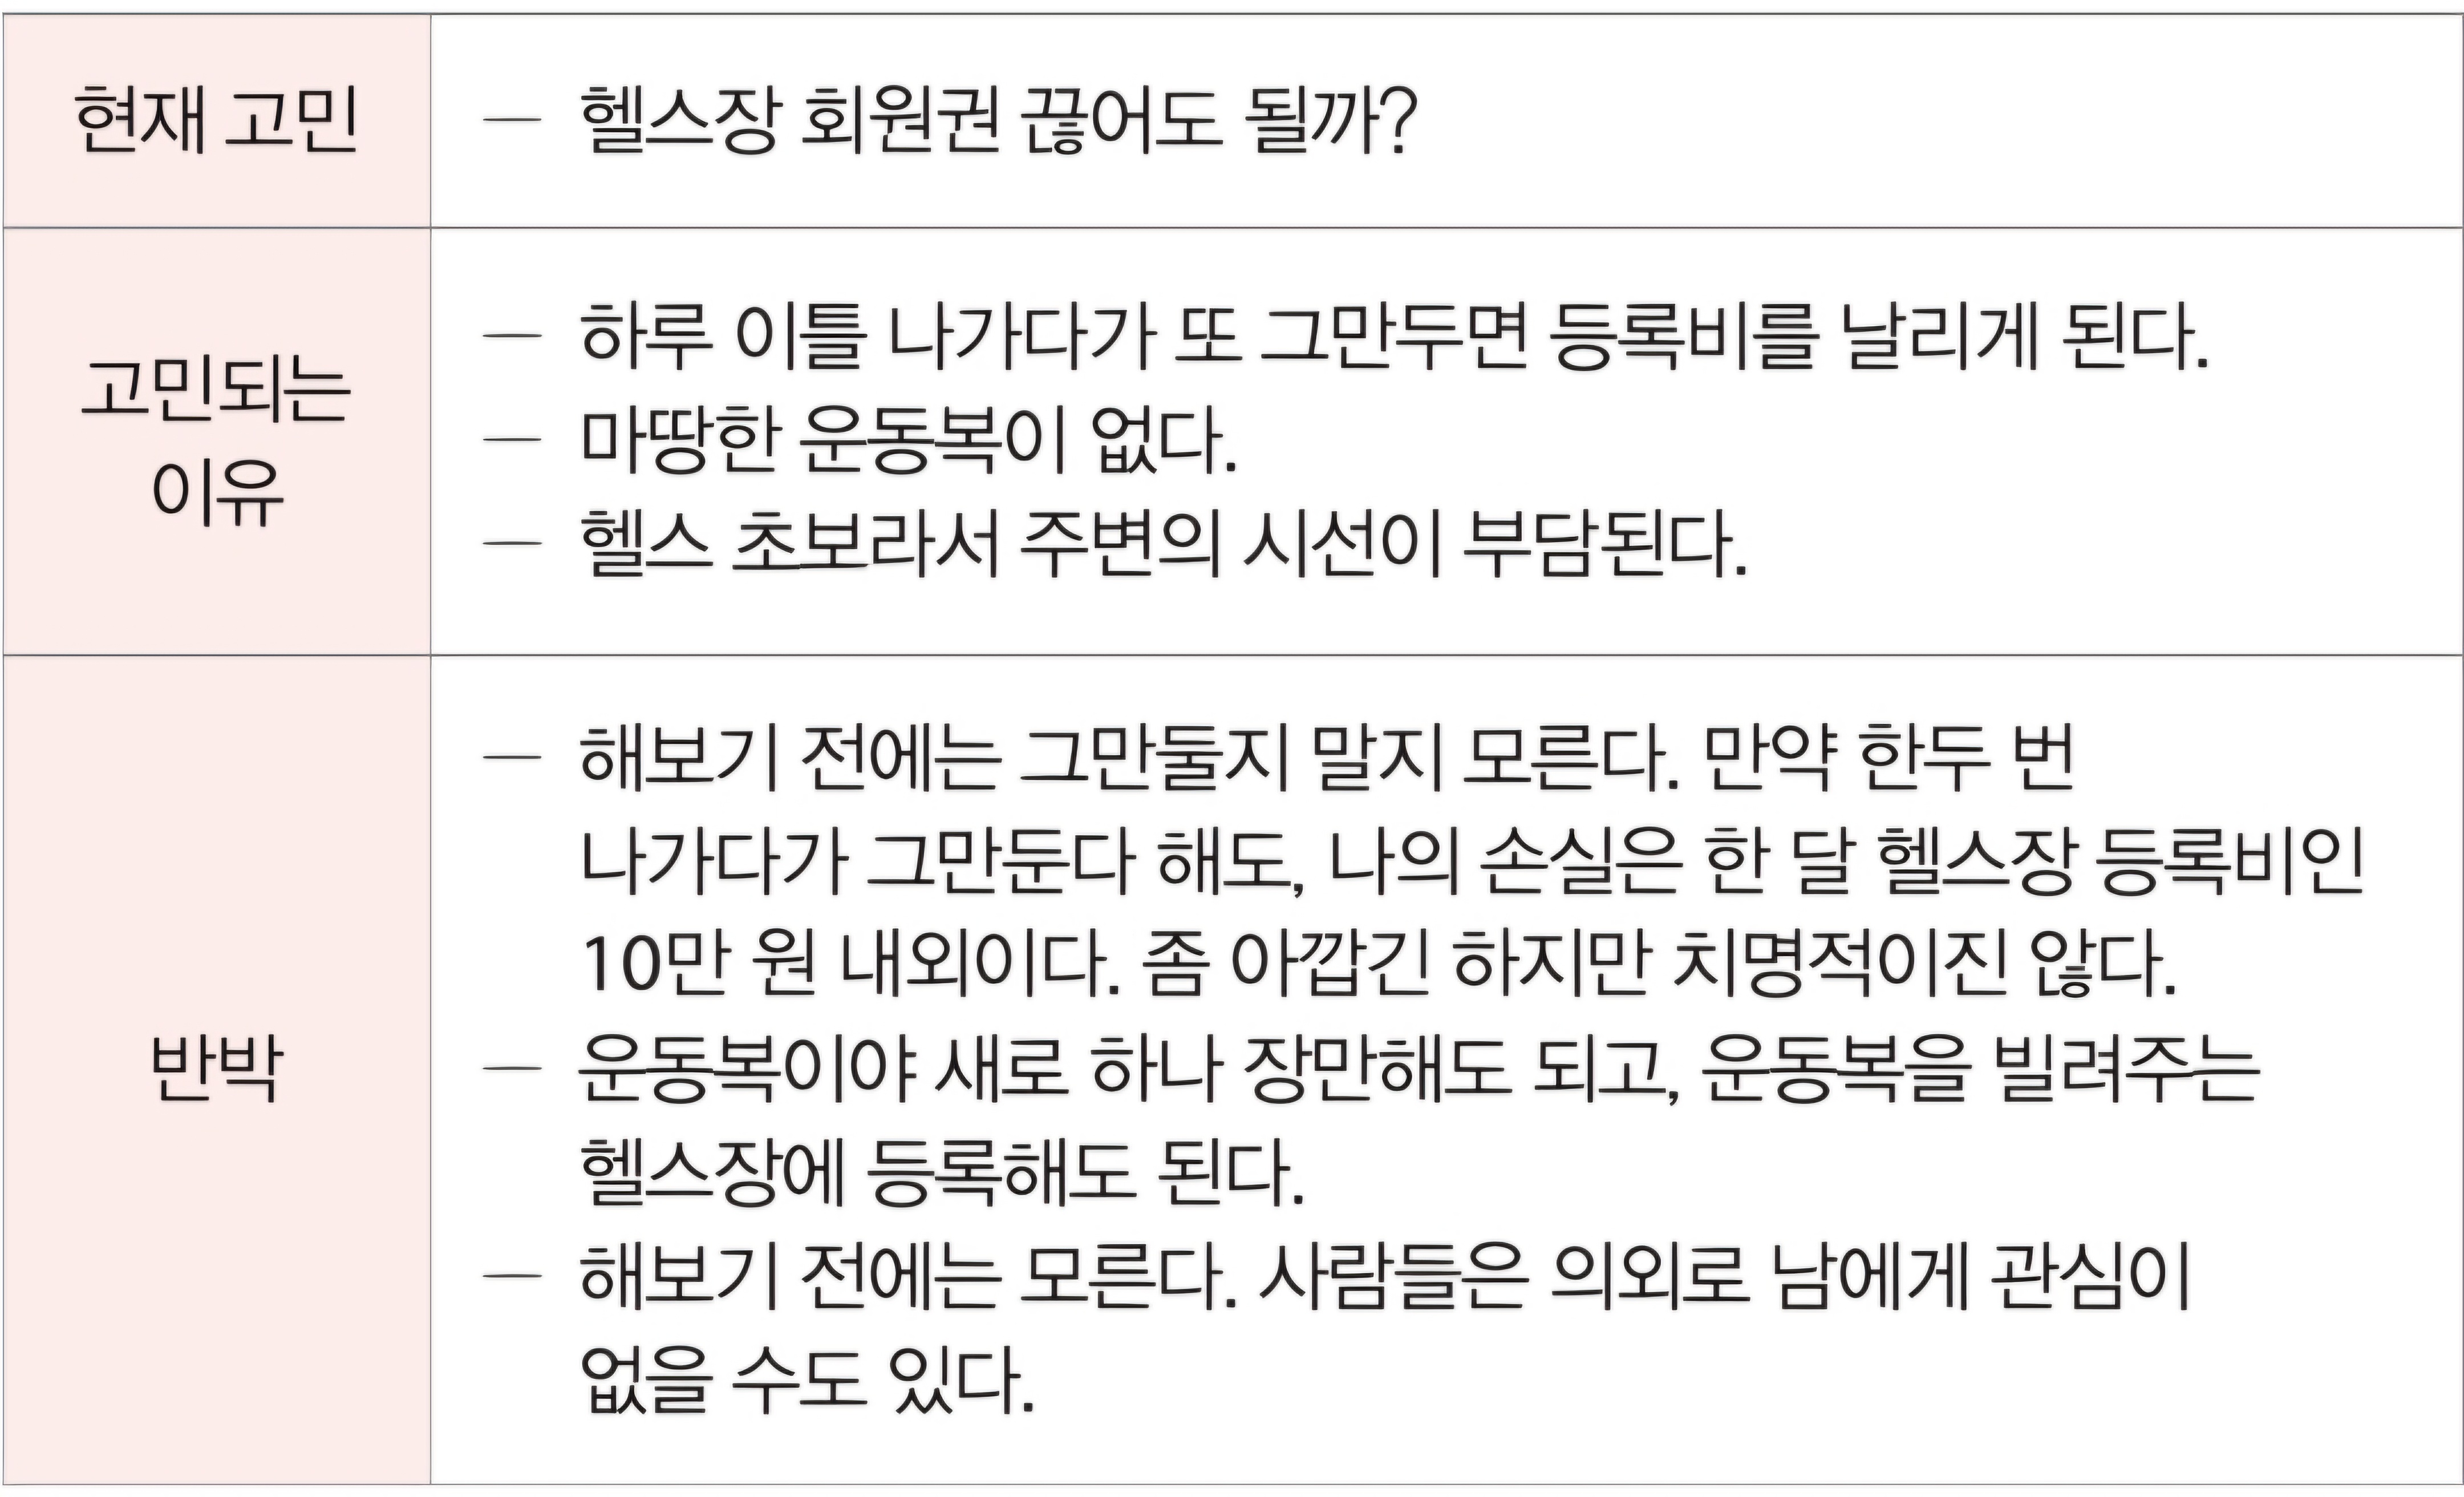 현재 고민
— 헬스장 회원권 끊어도 될까?
고민되는
이유
— 하루 이틀 나가다가 또 그만두면 등록비를 날리게 된다.
— 마땅한 운동복이 없다.
— 헬스 초보라서 주변의 시선이 부담된다.
반박
— 해보기 전에는 그만둘지 말지 모른다. 만약 한두 번
나가다가 그만둔다 해도, 나의 손실은 한 달 헬스장 등록비인
10만 원 내외이다. 좀 아깝긴 하지만 치명적이진 않다.
— 운동복이야 새로 하나 장만해도 되고, 운동복을 빌려주는
헬스장에 등록해도 된다.
— 해보기 전에는 모른다. 사람들은 의외로 남에게 관심이
없을 수도 있다.